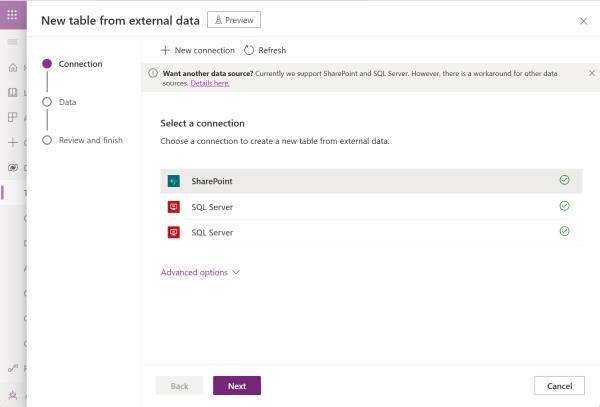 New table from external data
Preview
Connection
Data
Review and finish
New connection
Refresh
Want another data source? Currently we support SharePoint and SQL Server. However, there is a workaround for other data
sources. Details here.
Select a connection
Choose a connection to create a new table from external data.
SharePoint
SQL Server
SQL Server
Advanced options
Back
Next
Cancel